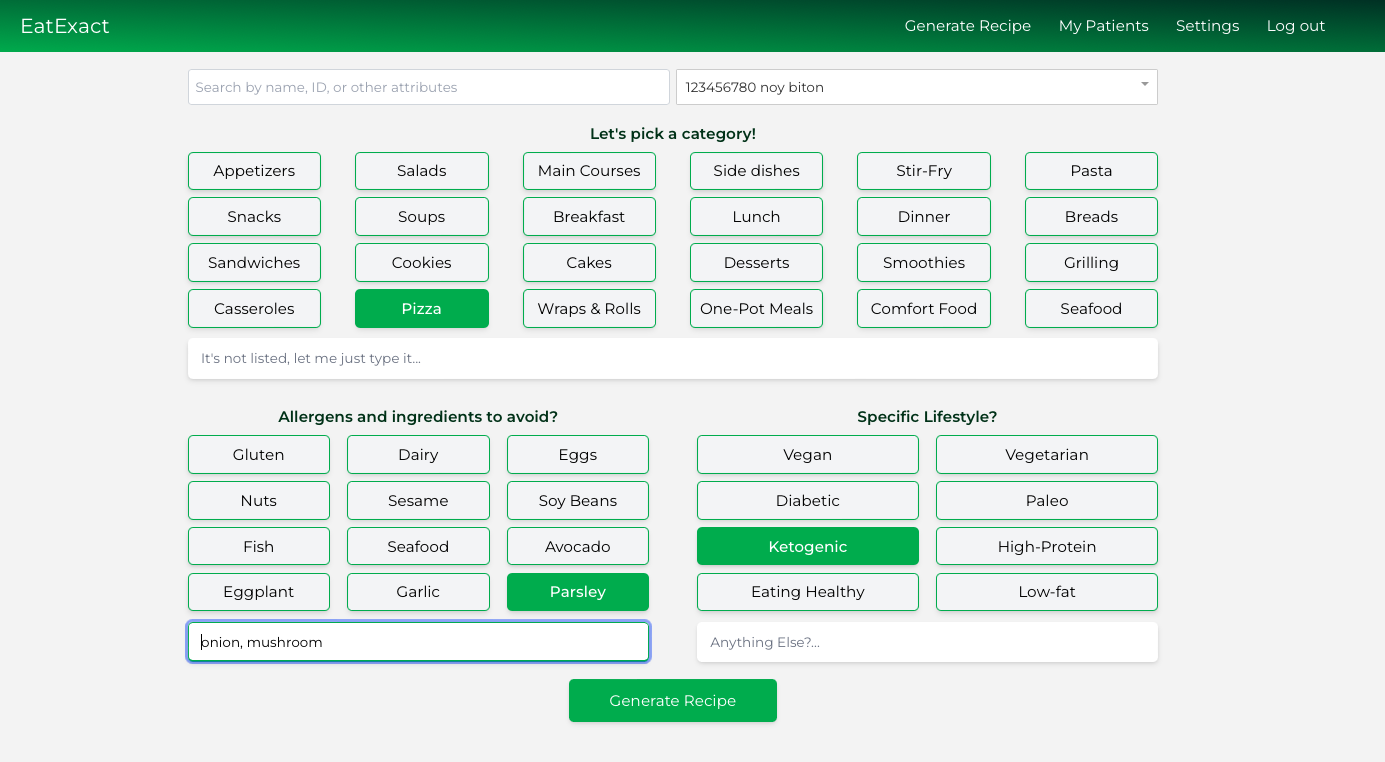 EatExact Generate Recipe My Patients Settings Log out
Search by name, ID, or other attributes 123456780 noy biton
Let's pick a category!
Appetizers Salads Main Courses Side dishes Stir-Fry Pasta
Snacks Soups Breakfast Lunch Dinner Breads
Sandwiches Cookies Cakes Desserts Smoothies Grilling
Casseroles Pizza Wraps & Rolls One-Pot Meals Comfort Food Seafood
It's not listed, let me just type it...
Allergens and ingredients to avoid? Specific Lifestyle?
Gluten Dairy Eggs Vegan Vegetarian
Nuts Sesame Soy Beans Diabetic Paleo
Fish Seafood Avocado Ketogenic High-Protein
Eggplant Garlic Parsley Eating Healthy Low-fat
onion, mushroom Anything Else?...
Generate Recipe